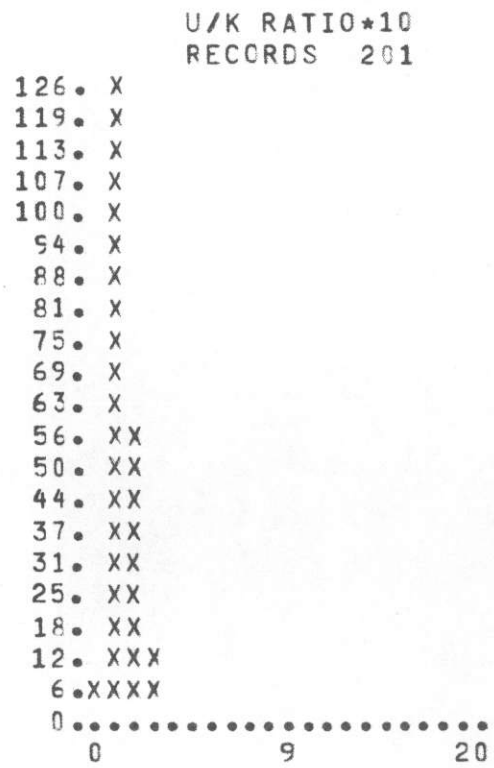 U/K RATIO*10
RECORDS 201
126. X
119. X
113. X
107. X
100. X
94. X
88. X
81. X
75. X
69. X
63. X
56. XX
50. XX
44. XX
37. XX
31. XX
25. XX
18. XX
12. XXX
6.XXXX
0......................
0 9 20